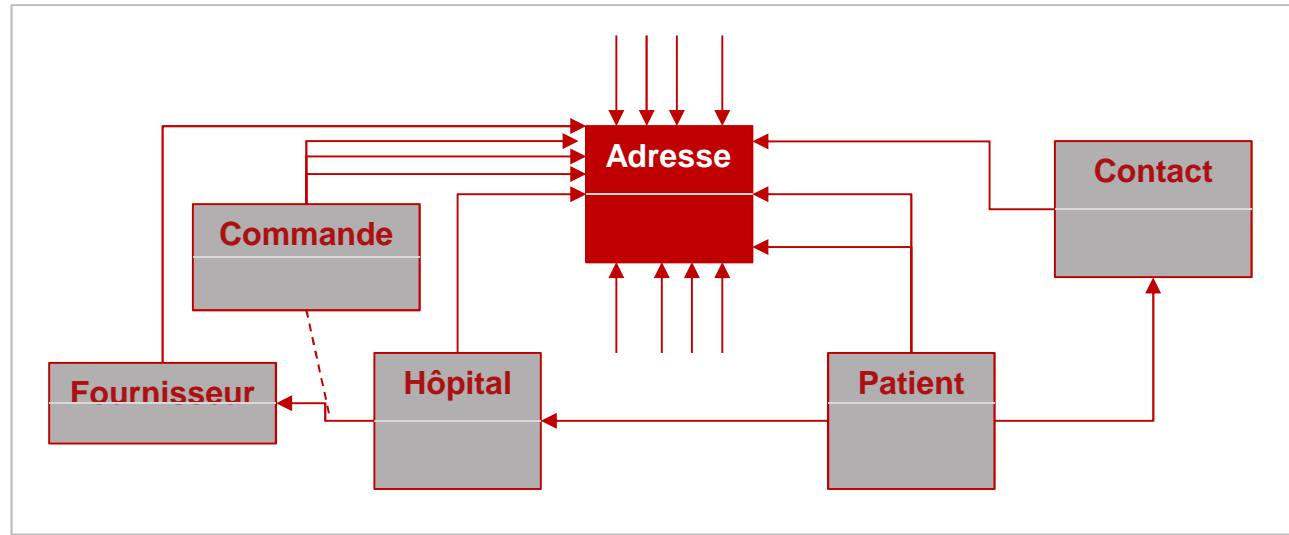 Adresse
Contact
Commande
Fournisseur
Hôpital
Patient